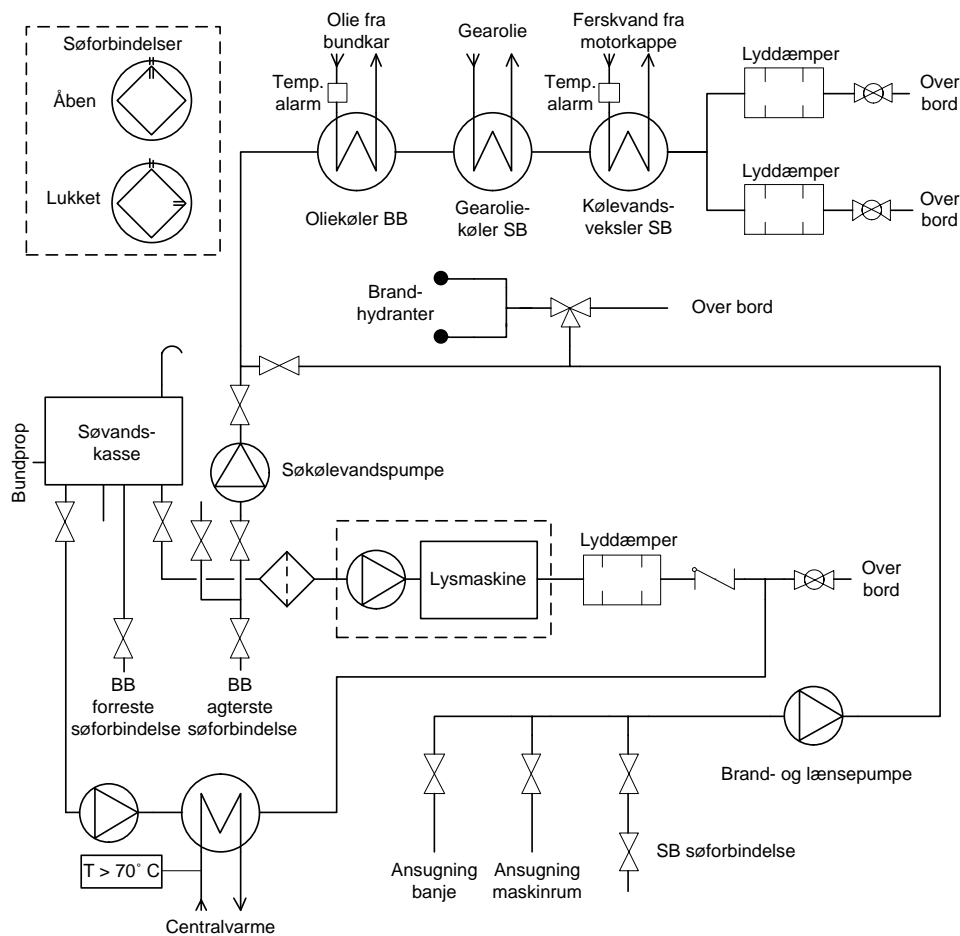 Søforbindelser
Åben
Lukket
Olie fra
bundkar
Gearolie
Ferskvand fra
motorkappe
Temp.
alarm
Temp.
alarm
Lyddæmper
Over
bord
Lyddæmper
Over
bord
Oliekøler BB
Gearolie-
køler SB
Kølevands-
veksler SB
Brand-
hydranter
Over bord
Bundprop
Søvands-
kasse
Søkølevandspumpe
Lysmaskine
Lyddæmper
Over
bord
BB
forreste
søforbindelse
BB
agterste
søforbindelse
Brand- og lænsepumpe
SB søforbindelse
Ansugning
banje
Ansugning
maskinrum
T > 70° C
Centralvarme